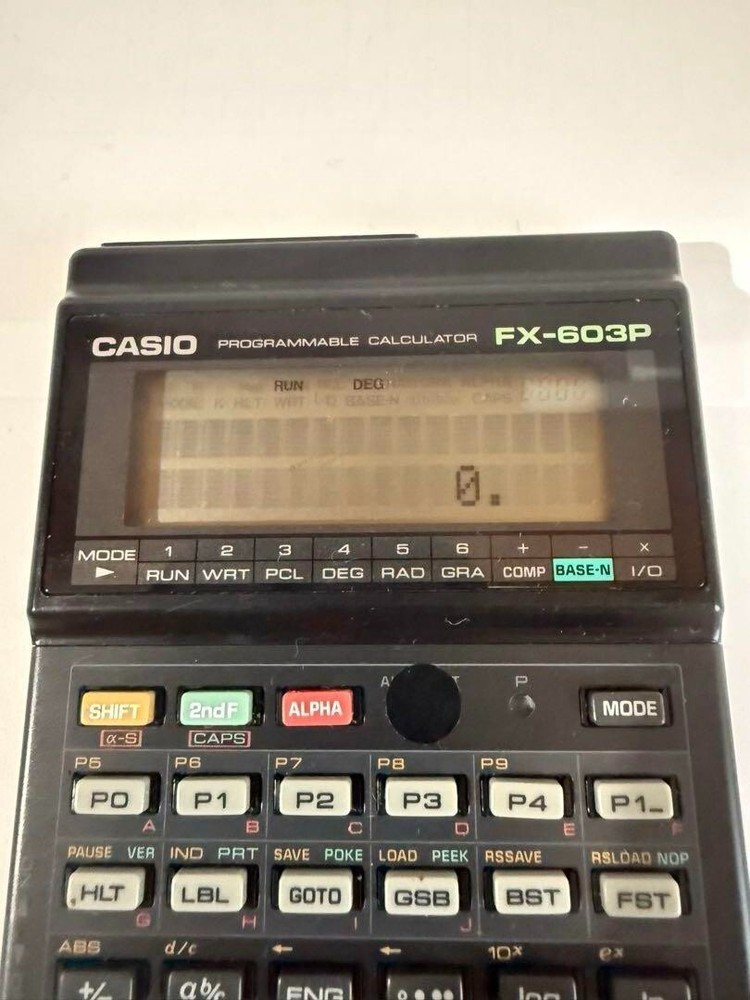 CASIO PROGRAMMABLE CALCULATOR FX-603P
RUN DEG
0.
MODE 1 2 3 4 5 6 + − ×
► RUN WRT PCL DEG RAD GRA COMP BASE-N I/O
P
SHIFT 2ndF ALPHA MODE
α-S CAPS
P5 P6 P7 P8 P9
P0 P1 P2 P3 P4 P1_
A B C D E F
PAUSE VER IND PRT SAVE POKE LOAD PEEK RSSAVE RSLOAD NOP
HLT LBL GOTO GSB BST FST
G H I J
ABS d/c ← ← 10ˣ eˣ
+/− a b/c ENG °''' log